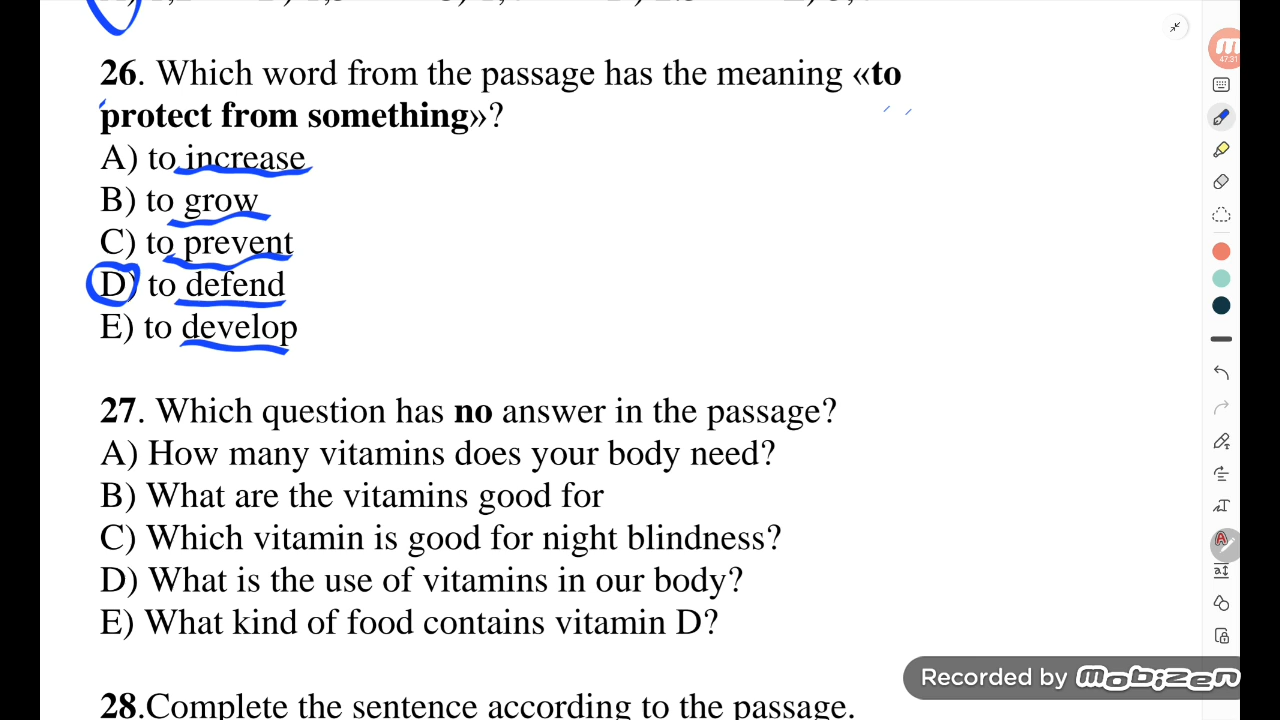 26. Which word from the passage has the meaning «to
protect from something»?
A) to increase
B) to grow
C) to prevent
D) to defend
E) to develop
27. Which question has no answer in the passage?
A) How many vitamins does your body need?
B) What are the vitamins good for
C) Which vitamin is good for night blindness?
D) What is the use of vitamins in our body?
E) What kind of food contains vitamin D?
28.Complete the sentence according to the passage.
47:31
Recorded by mobizen